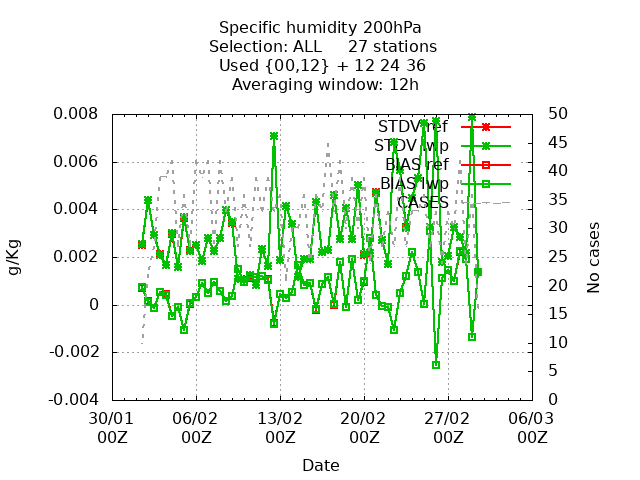 Specific humidity 200hPa
Selection: ALL 27 stations
Used {00,12} + 12 24 36
Averaging window: 12h
0.008
0.006
0.004
0.002
0
-0.002
-0.004
g/Kg
50
45
40
35
30
25
20
15
10
5
0
No cases
STDV ref
STDV lwp
BIAS ref
BIAS lwp
CASES
30/01 06/02 13/02 20/02 27/02 06/03
00Z 00Z 00Z 00Z 00Z 00Z
Date